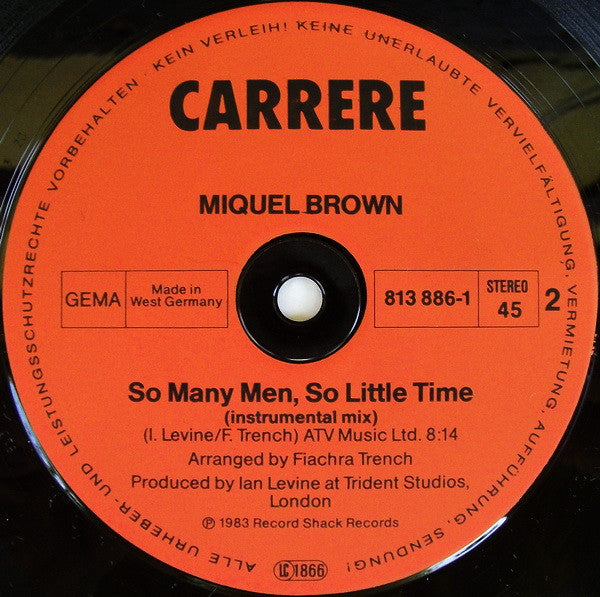 ALLE URHEBER- UND LEISTUNGSSCHUTZRECHTE VORBEHALTEN · KEIN VERLEIH! KEINE UNERLAUBTE VERVIELFÄLTIGUNG, VERMIETUNG, AUFFÜHRUNG, SENDUNG!
CARRERE
MIQUEL BROWN
GEMA
Made in
West Germany
813 886-1
STEREO
45
2
So Many Men, So Little Time
(instrumental mix)
(I. Levine/F. Trench) ATV Music Ltd. 8:14
Arranged by Fiachra Trench
Produced by Ian Levine at Trident Studios,
London
℗ 1983 Record Shack Records
LC 1866